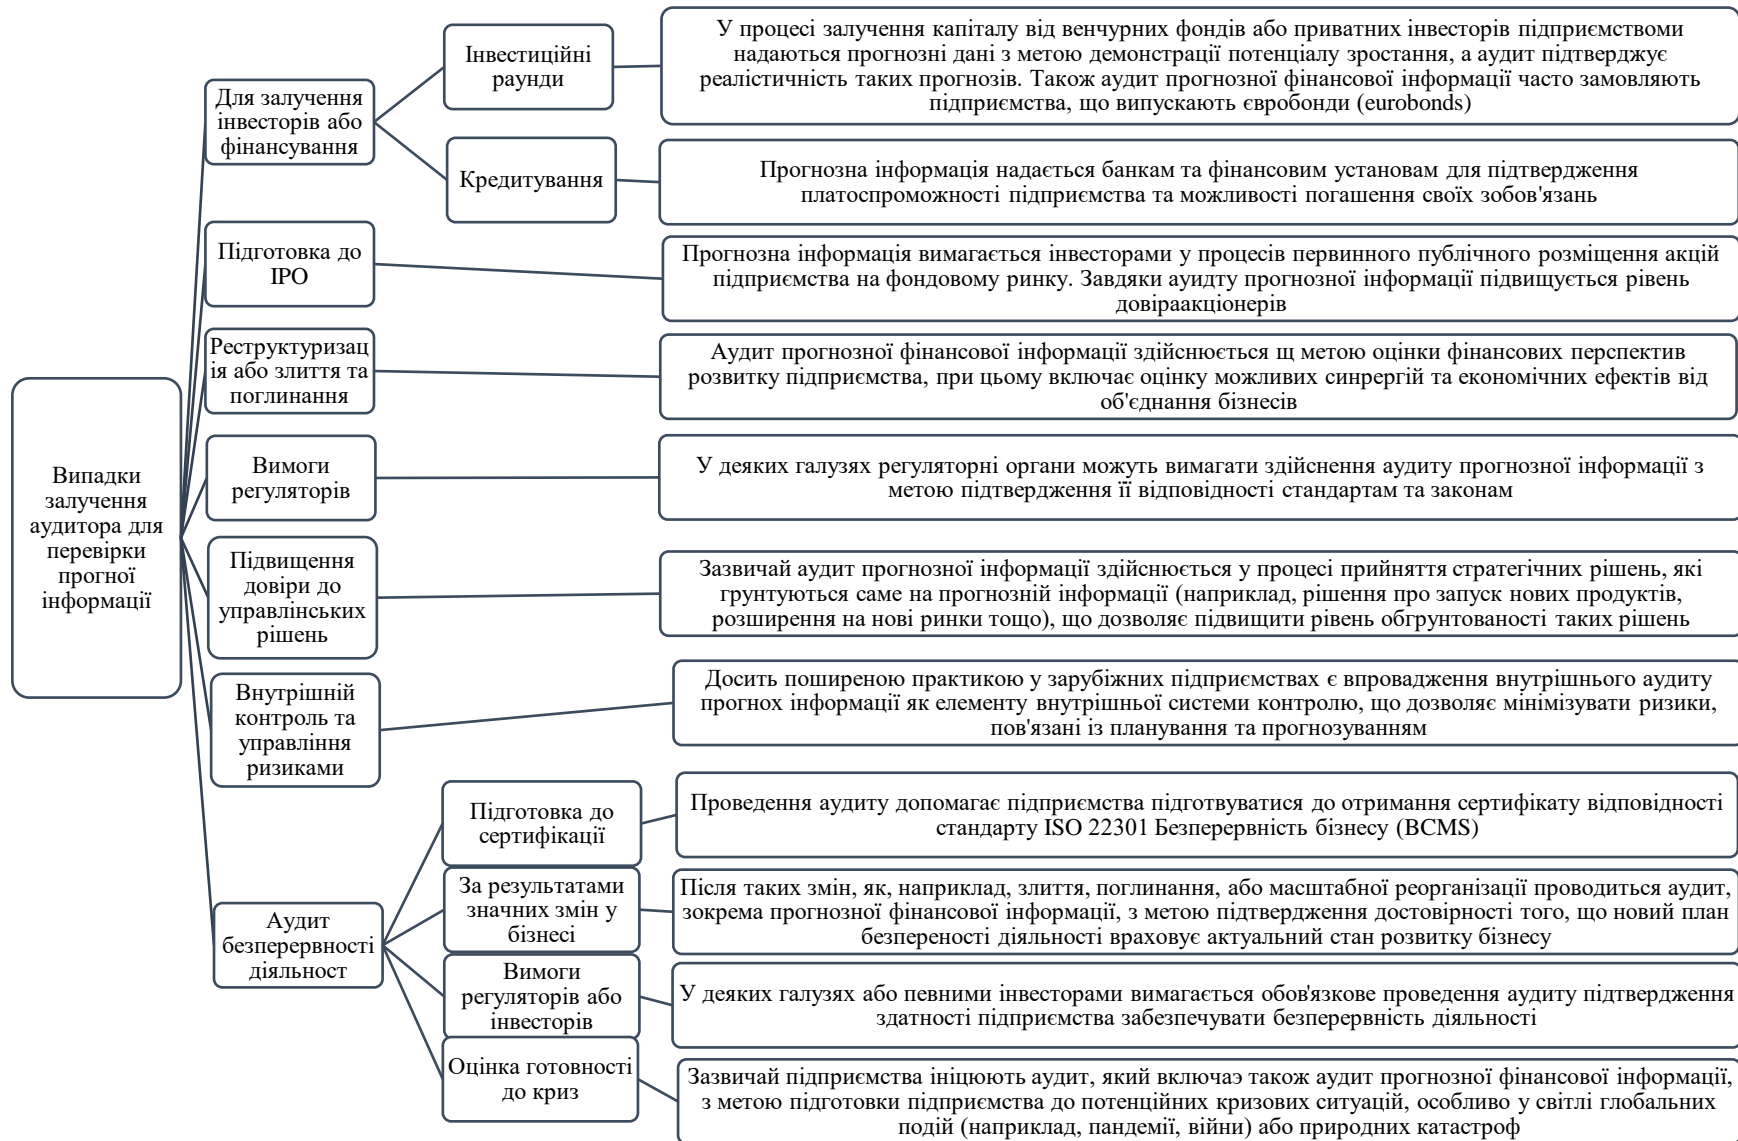 Випадки
залучення
аудитора для
перевірки
прогної
інформації
Для залучення
інвесторів або
фінансування
Інвестиційні
раунди
У процесі залучення капіталу від венчурних фондів або приватних інвесторів підприємствоми
надаються прогнозні дані з метою демонстрації потенціалу зростання, а аудит підтверджує
реалістичність таких прогнозів. Також аудит прогнозної фінансової інформації часто замовляють
підприємства, що випускають євробонди (eurobonds)
Кредитування
Прогнозна інформація надається банкам та фінансовим установам для підтвердження
платоспроможності підприємства та можливості погашення своїх зобов'язань
Підготовка до
IPO
Прогнозна інформація вимагається інвесторами у процесів первинного публічного розміщення акцій
підприємства на фондовому ринку. Завдяки ауидту прогнозної інформації підвищується рівень
довіраакціонерів
Реструктуризац
ія або злиття та
поглинання
Аудит прогнозної фінансової інформації здійснюється щ метою оцінки фінансових перспектив
розвитку підприємства, при цьому включає оцінку можливих синрергій та економічних ефектів від
об'єднання бізнесів
Вимоги
регуляторів
У деяких галузях регуляторні органи можуть вимагати здійснення аудиту прогнозної інформації з
метою підтвердження її відповідності стандартам та законам
Підвищення
довіри до
управлінських
рішень
Зазвичай аудит прогнозної інформації здійснюється у процесі прийняття стратегічних рішень, які
грунтуються саме на прогнозній інформації (наприклад, рішення про запуск нових продуктів,
розширення на нові ринки тощо), що дозволяє підвищити рівень обгрунтованості таких рішень
Внутрішній
контроль та
управління
ризиками
Досить поширеною практикою у зарубіжних підприємствах є впровадження внутрішнього аудиту
прогнох інформації як елементу внутрішньої системи контролю, що дозволяє мінімізувати ризики,
пов'язані із планування та прогнозуванням
Аудит
безперервності
діяльност
Підготовка до
сертифікації
Проведення аудиту допомагає підприємства підготвуватися до отримання сертифікату відповідності
стандарту ISO 22301 Безперервність бізнесу (BCMS)
За результатами
значних змін у
бізнесі
Після таких змін, як, наприклад, злиття, поглинання, або масштабної реорганізації проводиться аудит,
зокрема прогнозної фінансової інформації, з метою підтвердження достовірності того, що новий план
безпереності діяльності враховує актуальний стан розвитку бізнесу
Вимоги
регуляторів або
інвесторів
У деяких галузях або певними інвесторами вимагається обов'язкове проведення аудиту підтвердження
здатності підприємства забезпечувати безперервність діяльності
Оцінка готовності
до криз
Зазвичай підприємства ініцюють аудит, який включаэ також аудит прогнозної фінансової інформації,
з метою підготовки підприємства до потенційних кризових ситуацій, особливо у світлі глобальних
подій (наприклад, пандемії, війни) або природних катастроф